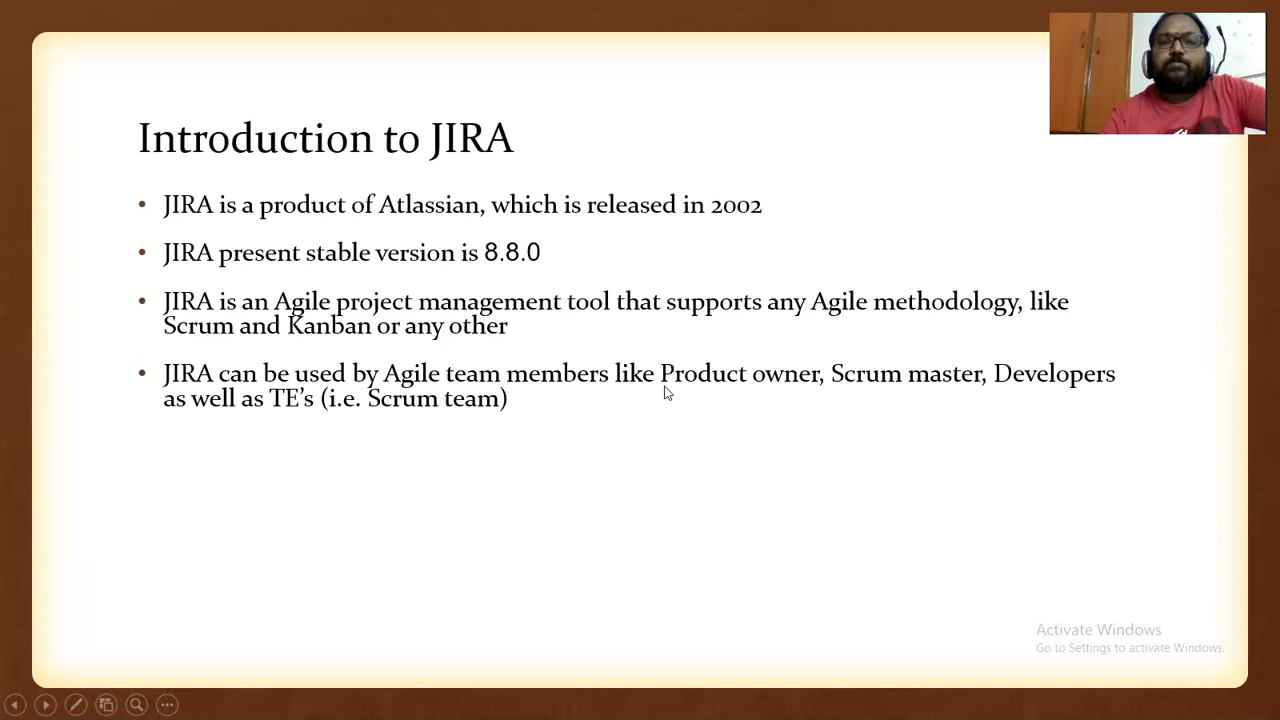 Introduction to JIRA
• JIRA is a product of Atlassian, which is released in 2002
• JIRA present stable version is 8.8.0
• JIRA is an Agile project management tool that supports any Agile methodology, like
Scrum and Kanban or any other
• JIRA can be used by Agile team members like Product owner, Scrum master, Developers
as well as TE’s (i.e. Scrum team)
Activate Windows
Go to Settings to activate Windows.